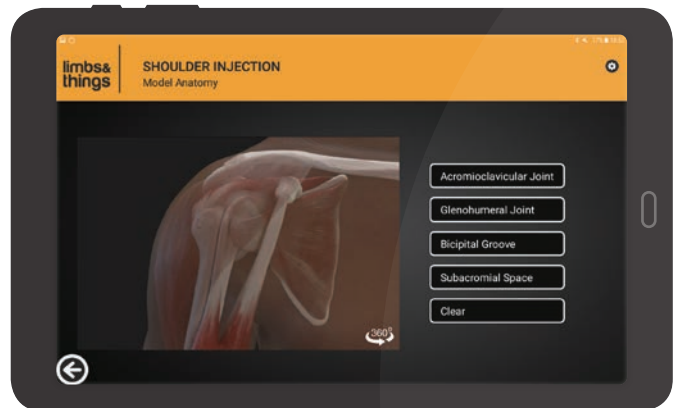 limbs&
things
SHOULDER INJECTION
Model Anatomy
Acromioclavicular Joint
Glenohumeral Joint
Bicipital Groove
Subacromial Space
Clear
360°